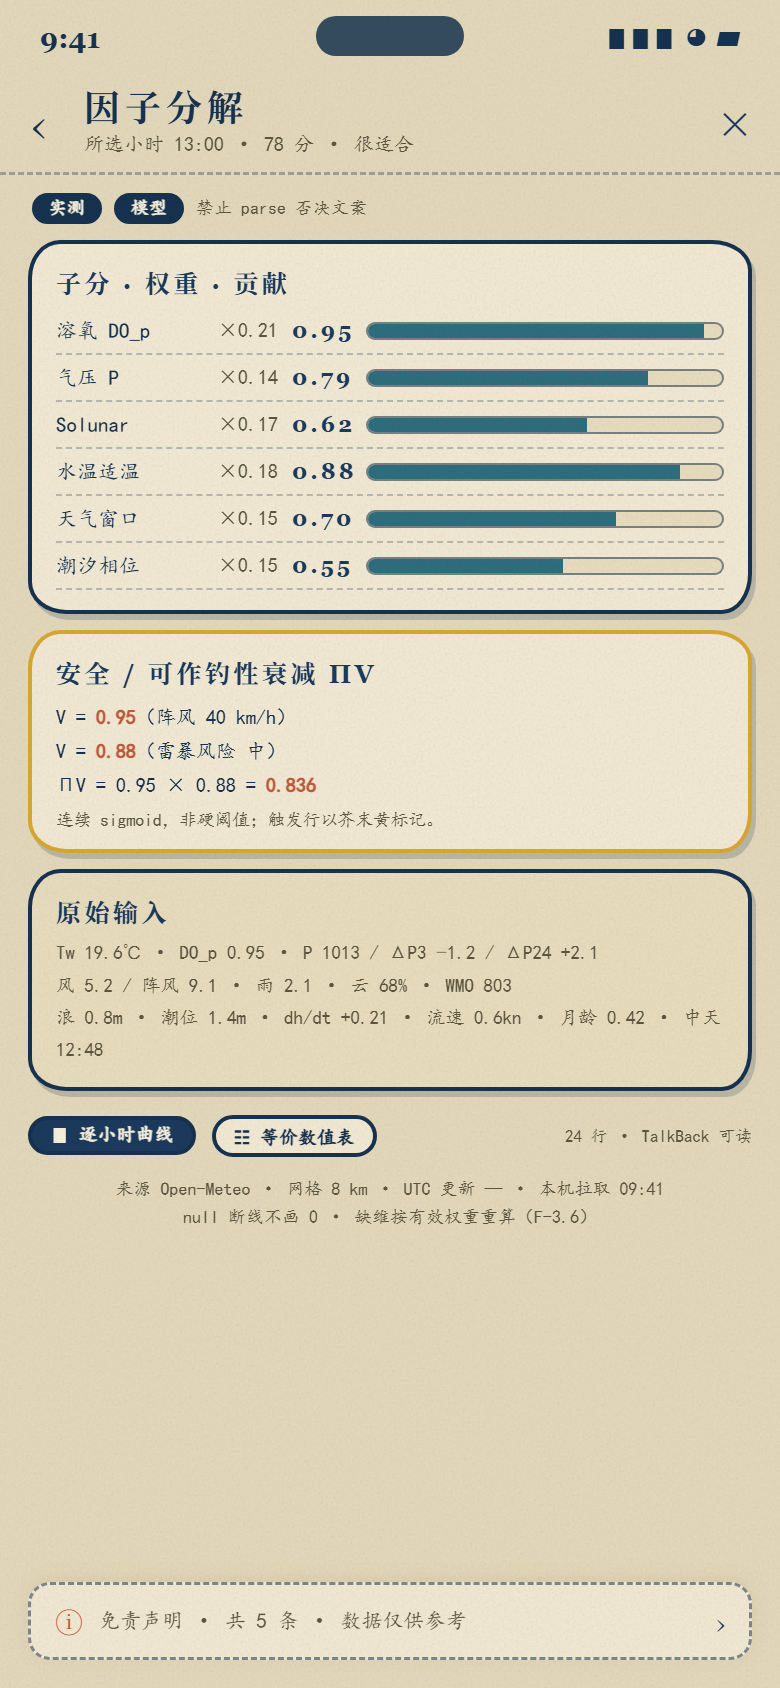 9:41
因子分解
所选小时 13:00 • 78 分 • 很适合
实测 模型 禁止 parse 否决文案
子分 · 权重 · 贡献
溶氧 DO_p ×0.21 0.95
气压 P ×0.14 0.79
Solunar ×0.17 0.62
水温适温 ×0.18 0.88
天气窗口 ×0.15 0.70
潮汐相位 ×0.15 0.55
安全 / 可作钓性衰减 ΠV
V = 0.95 (阵风 40 km/h)
V = 0.88 (雷暴风险 中)
ΠV = 0.95 × 0.88 = 0.836
连续 sigmoid, 非硬阈值; 触发行以芥末黄标记。
原始输入
Tw 19.6℃ • DO_p 0.95 • P 1013 / ΔP3 −1.2 / ΔP24 +2.1
风 5.2 / 阵风 9.1 • 雨 2.1 • 云 68% • WMO 803
浪 0.8m • 潮位 1.4m • dh/dt +0.21 • 流速 0.6kn • 月龄 0.42 • 中天
12:48
逐小时曲线 等价数值表 24 行 • TalkBack 可读
来源 Open-Meteo • 网格 8 km • UTC 更新 — • 本机拉取 09:41
null 断线不画 0 • 缺维按有效权重重算 (F-3.6)
免责声明 • 共 5 条 • 数据仅供参考